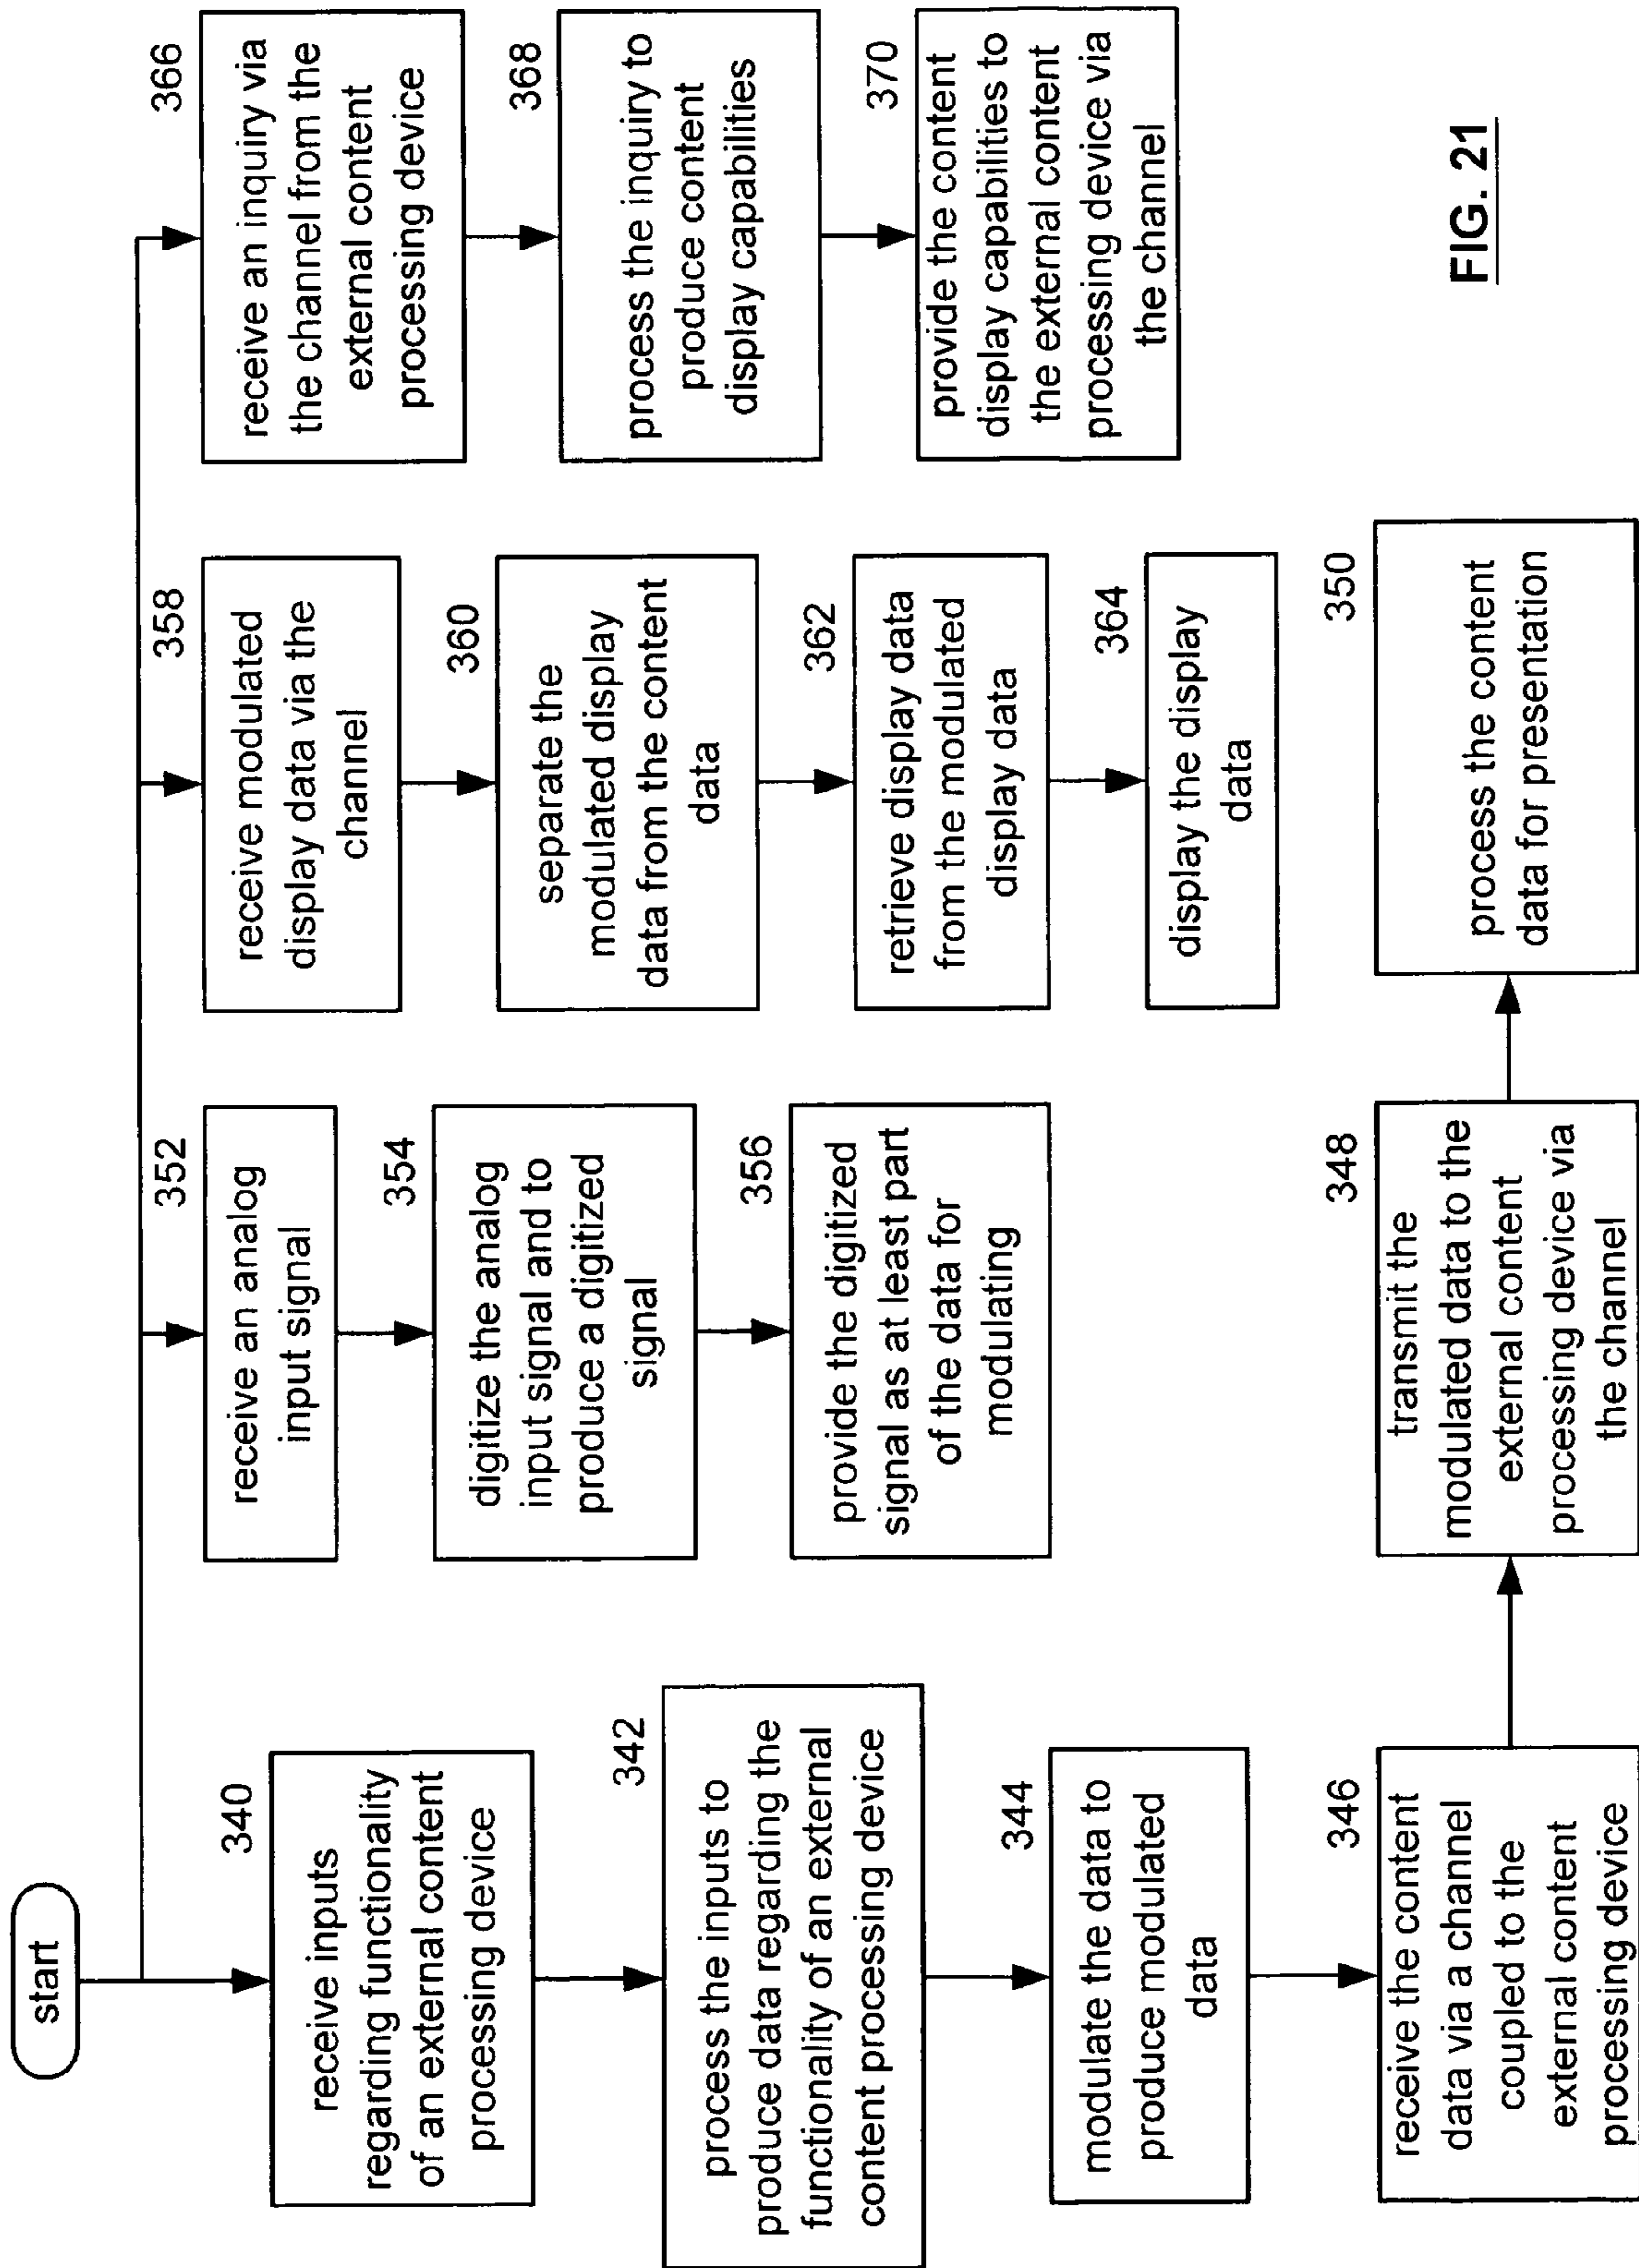 start
340
receive inputs
regarding functionality
of an external content
processing device
342
process the inputs to
produce data regarding the
functionality of an external
content processing device
344
modulate the data to
produce modulated
data
346
receive the content
data via a channel
coupled to the
external content
processing device
348
transmit the
modulated data to the
external content
processing device via
the channel
350
process the content
data for presentation
352
receive an analog
input signal
354
digitize the analog
input signal and to
produce a digitized
signal
356
provide the digitized
signal as at least part
of the data for
modulating
358
receive modulated
display data via the
channel
360
separate the
modulated display
data from the content
data
362
retrieve display data
from the modulated
display data
364
display the display
data
366
receive an inquiry via
the channel from the
external content
processing device
368
process the inquiry to
produce content
display capabilities
370
provide the content
display capabilities to
the external content
processing device via
the channel
FIG. 21